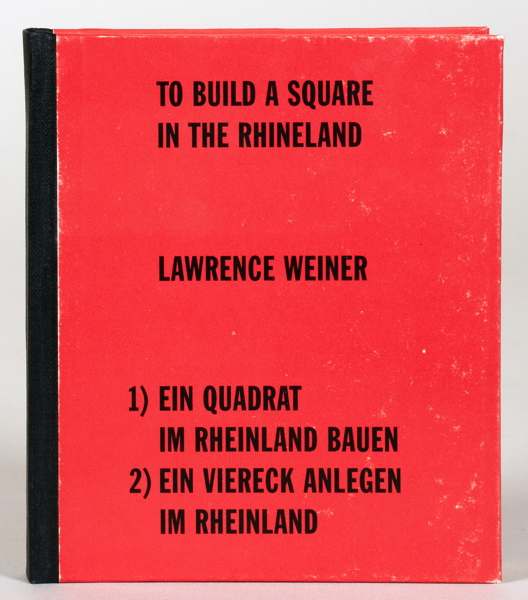 TO BUILD A SQUARE
IN THE RHINELAND
LAWRENCE WEINER
1) EIN QUADRAT
IM RHEINLAND BAUEN
2) EIN VIERECK ANLEGEN
IM RHEINLAND